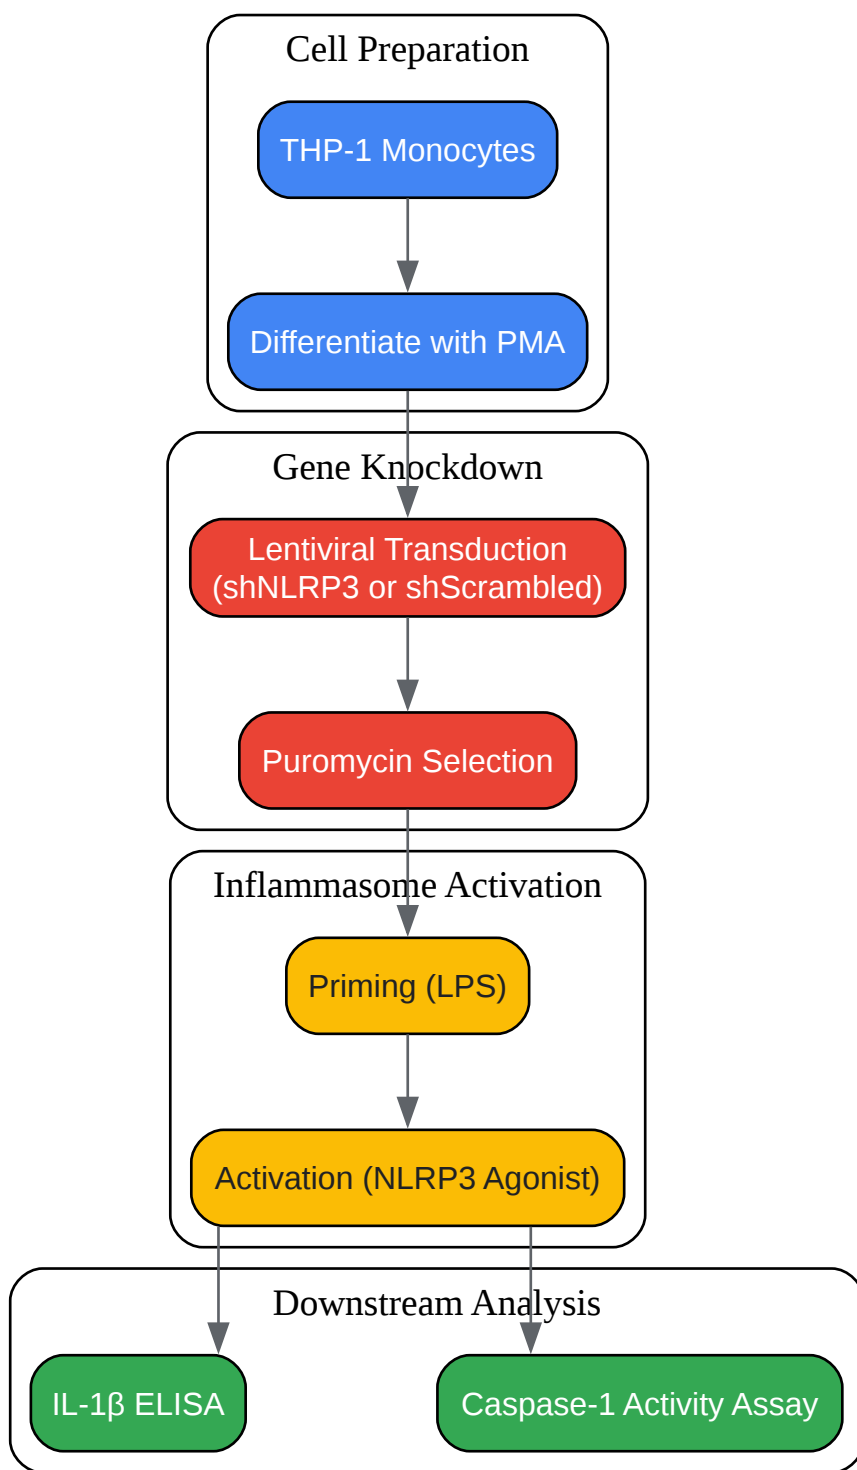 Cell Preparation
THP-1 Monocytes
Differentiate with PMA
Gene Knockdown
Lentiviral Transduction
(shNLRP3 or shScrambled)
Puromycin Selection
Inflammasome Activation
Priming (LPS)
Activation (NLRP3 Agonist)
Downstream Analysis
IL-1β ELISA
Caspase-1 Activity Assay